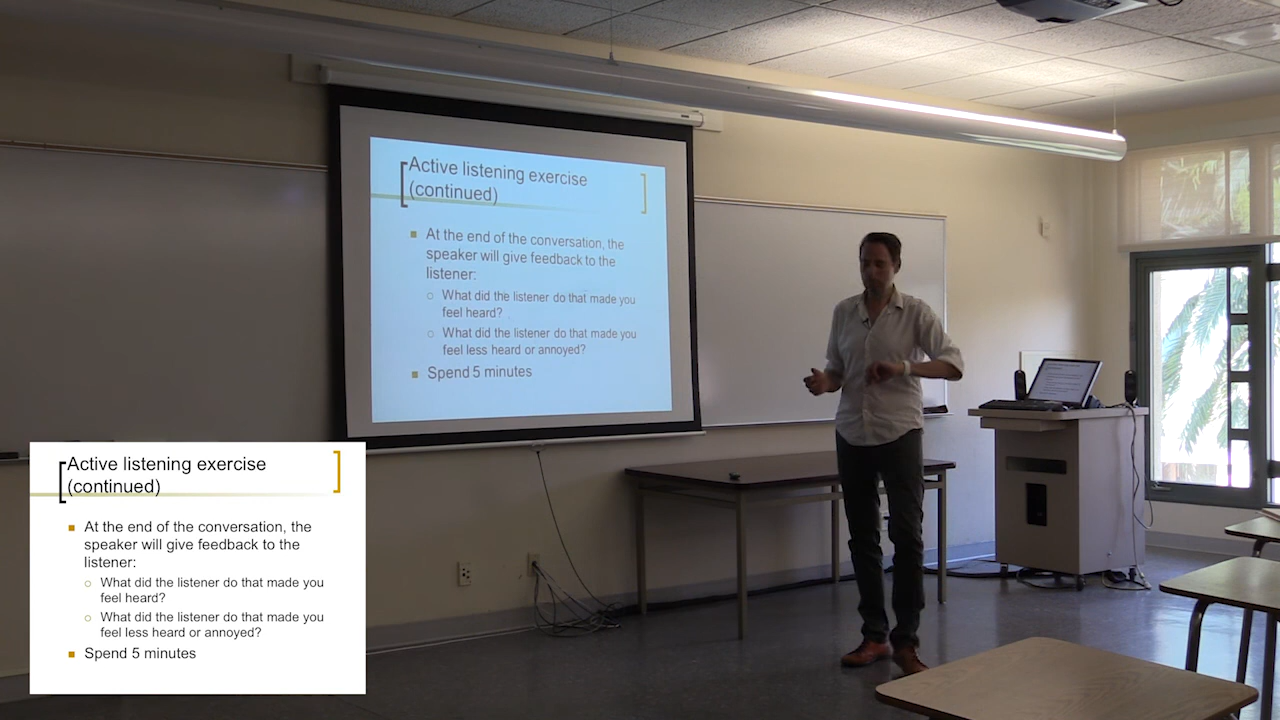 Active listening exercise
(continued)
At the end of the conversation, the
speaker will give feedback to the
listener:
What did the listener do that made you
feel heard?
What did the listener do that made you
feel less heard or annoyed?
Spend 5 minutes
Active listening exercise
(continued)
At the end of the conversation, the
speaker will give feedback to the
listener:
What did the listener do that made you
feel heard?
What did the listener do that made you
feel less heard or annoyed?
Spend 5 minutes